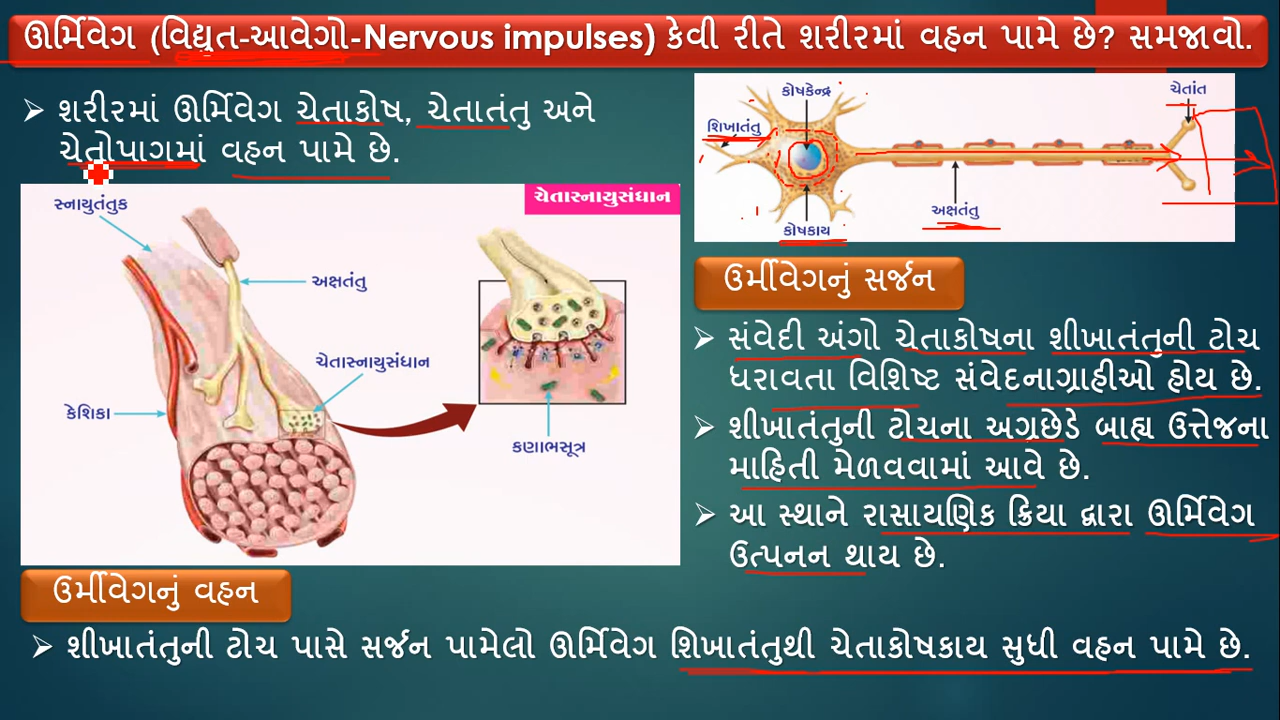 ઊર્મિવેગ (વિદ્યુત-આવેગો-Nervous impulses) કેવી રીતે શરીરમાં વહન પામે છે? સમજાવો.
શરીરમાં ઊર્મિવેગ ચેતાકોષ, ચેતાતંતુ અને
ચેતોપાગમાં વહન પામે છે.
ચેતાસ્નાયુસંધાન
સ્નાયુતંતુક
અક્ષતંતુ
ચેતાસ્નાયુસંધાન
કેશિકા
કણાભસૂત્ર
કોષકેન્દ્ર
ચેતાંત
શિખાતંતુ
અક્ષતંતુ
કોષકાય
ઉર્મીવેગનું સર્જન
સંવેદી અંગો ચેતાકોષના શીખાતંતુની ટોચ
ધરાવતા વિશિષ્ટ સંવેદનાગ્રાહીઓ હોય છે.
શીખાતંતુની ટોચના અગ્રછેડે બાહ્ય ઉત્તેજના
માહિતી મેળવવામાં આવે છે.
આ સ્થાને રાસાયણિક ક્રિયા દ્વારા ઊર્મિવેગ
ઉત્પનન થાય છે.
ઉર્મીવેગનું વહન
શીખાતંતુની ટોચ પાસે સર્જન પામેલો ઊર્મિવેગ શિખાતંતુથી ચેતાકોષકાય સુધી વહન પામે છે.